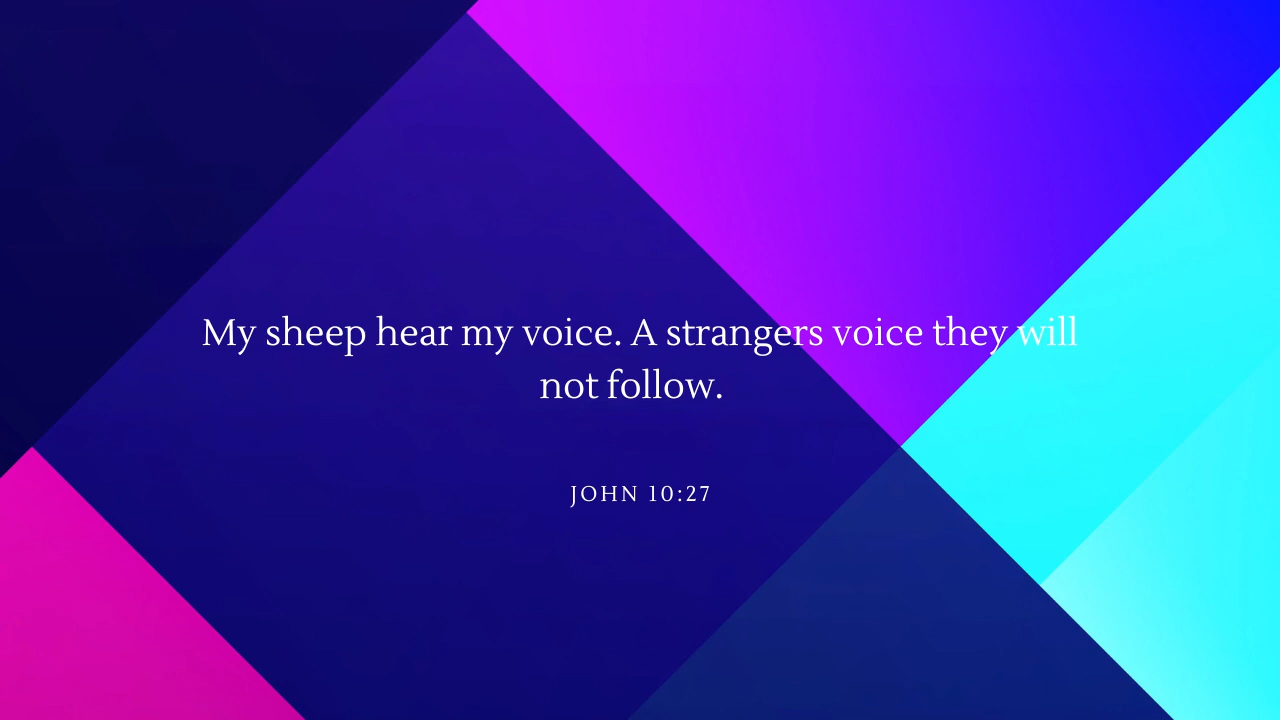 My sheep hear my voice. A strangers voice they will
not follow.
JOHN 10:27